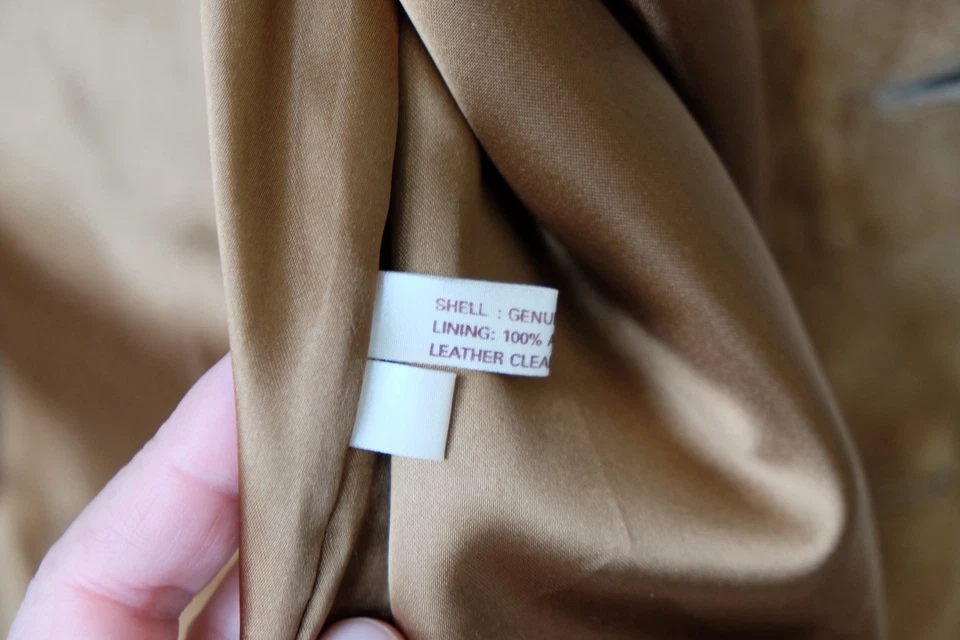 SHELL : GENU
LINING: 100% A
LEATHER CLEA